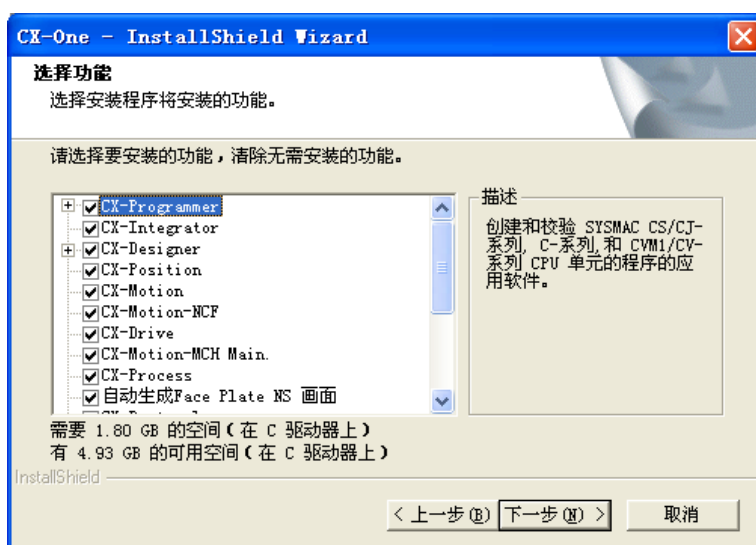 CX-One - InstallShield Wizard
选择功能
选择安装程序将安装的功能。
请选择要安装的功能，清除无需安装的功能。
CX-Programmer
CX-Integrator
CX-Designer
CX-Position
CX-Motion
CX-Motion-NCF
CX-Drive
CX-Motion-MCH Main.
CX-Process
自动生成Face Plate NS 画面
描述
创建和校验 SYSMAC CS/CJ-
系列, C-系列,和 CVM1/CV-
系列 CPU 单元的程序的应
用软件。
需要 1.80 GB 的空间(在 C 驱动器上)
有 4.93 GB 的可用空间(在 C 驱动器上)
InstallShield
< 上一步(B)
下一步(N) >
取消